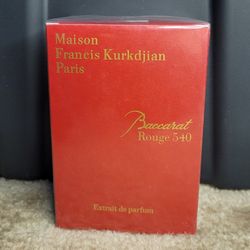 Maison
Francis Kurkdjian
Paris
Baccarat
Rouge 540
Extrait de parfum